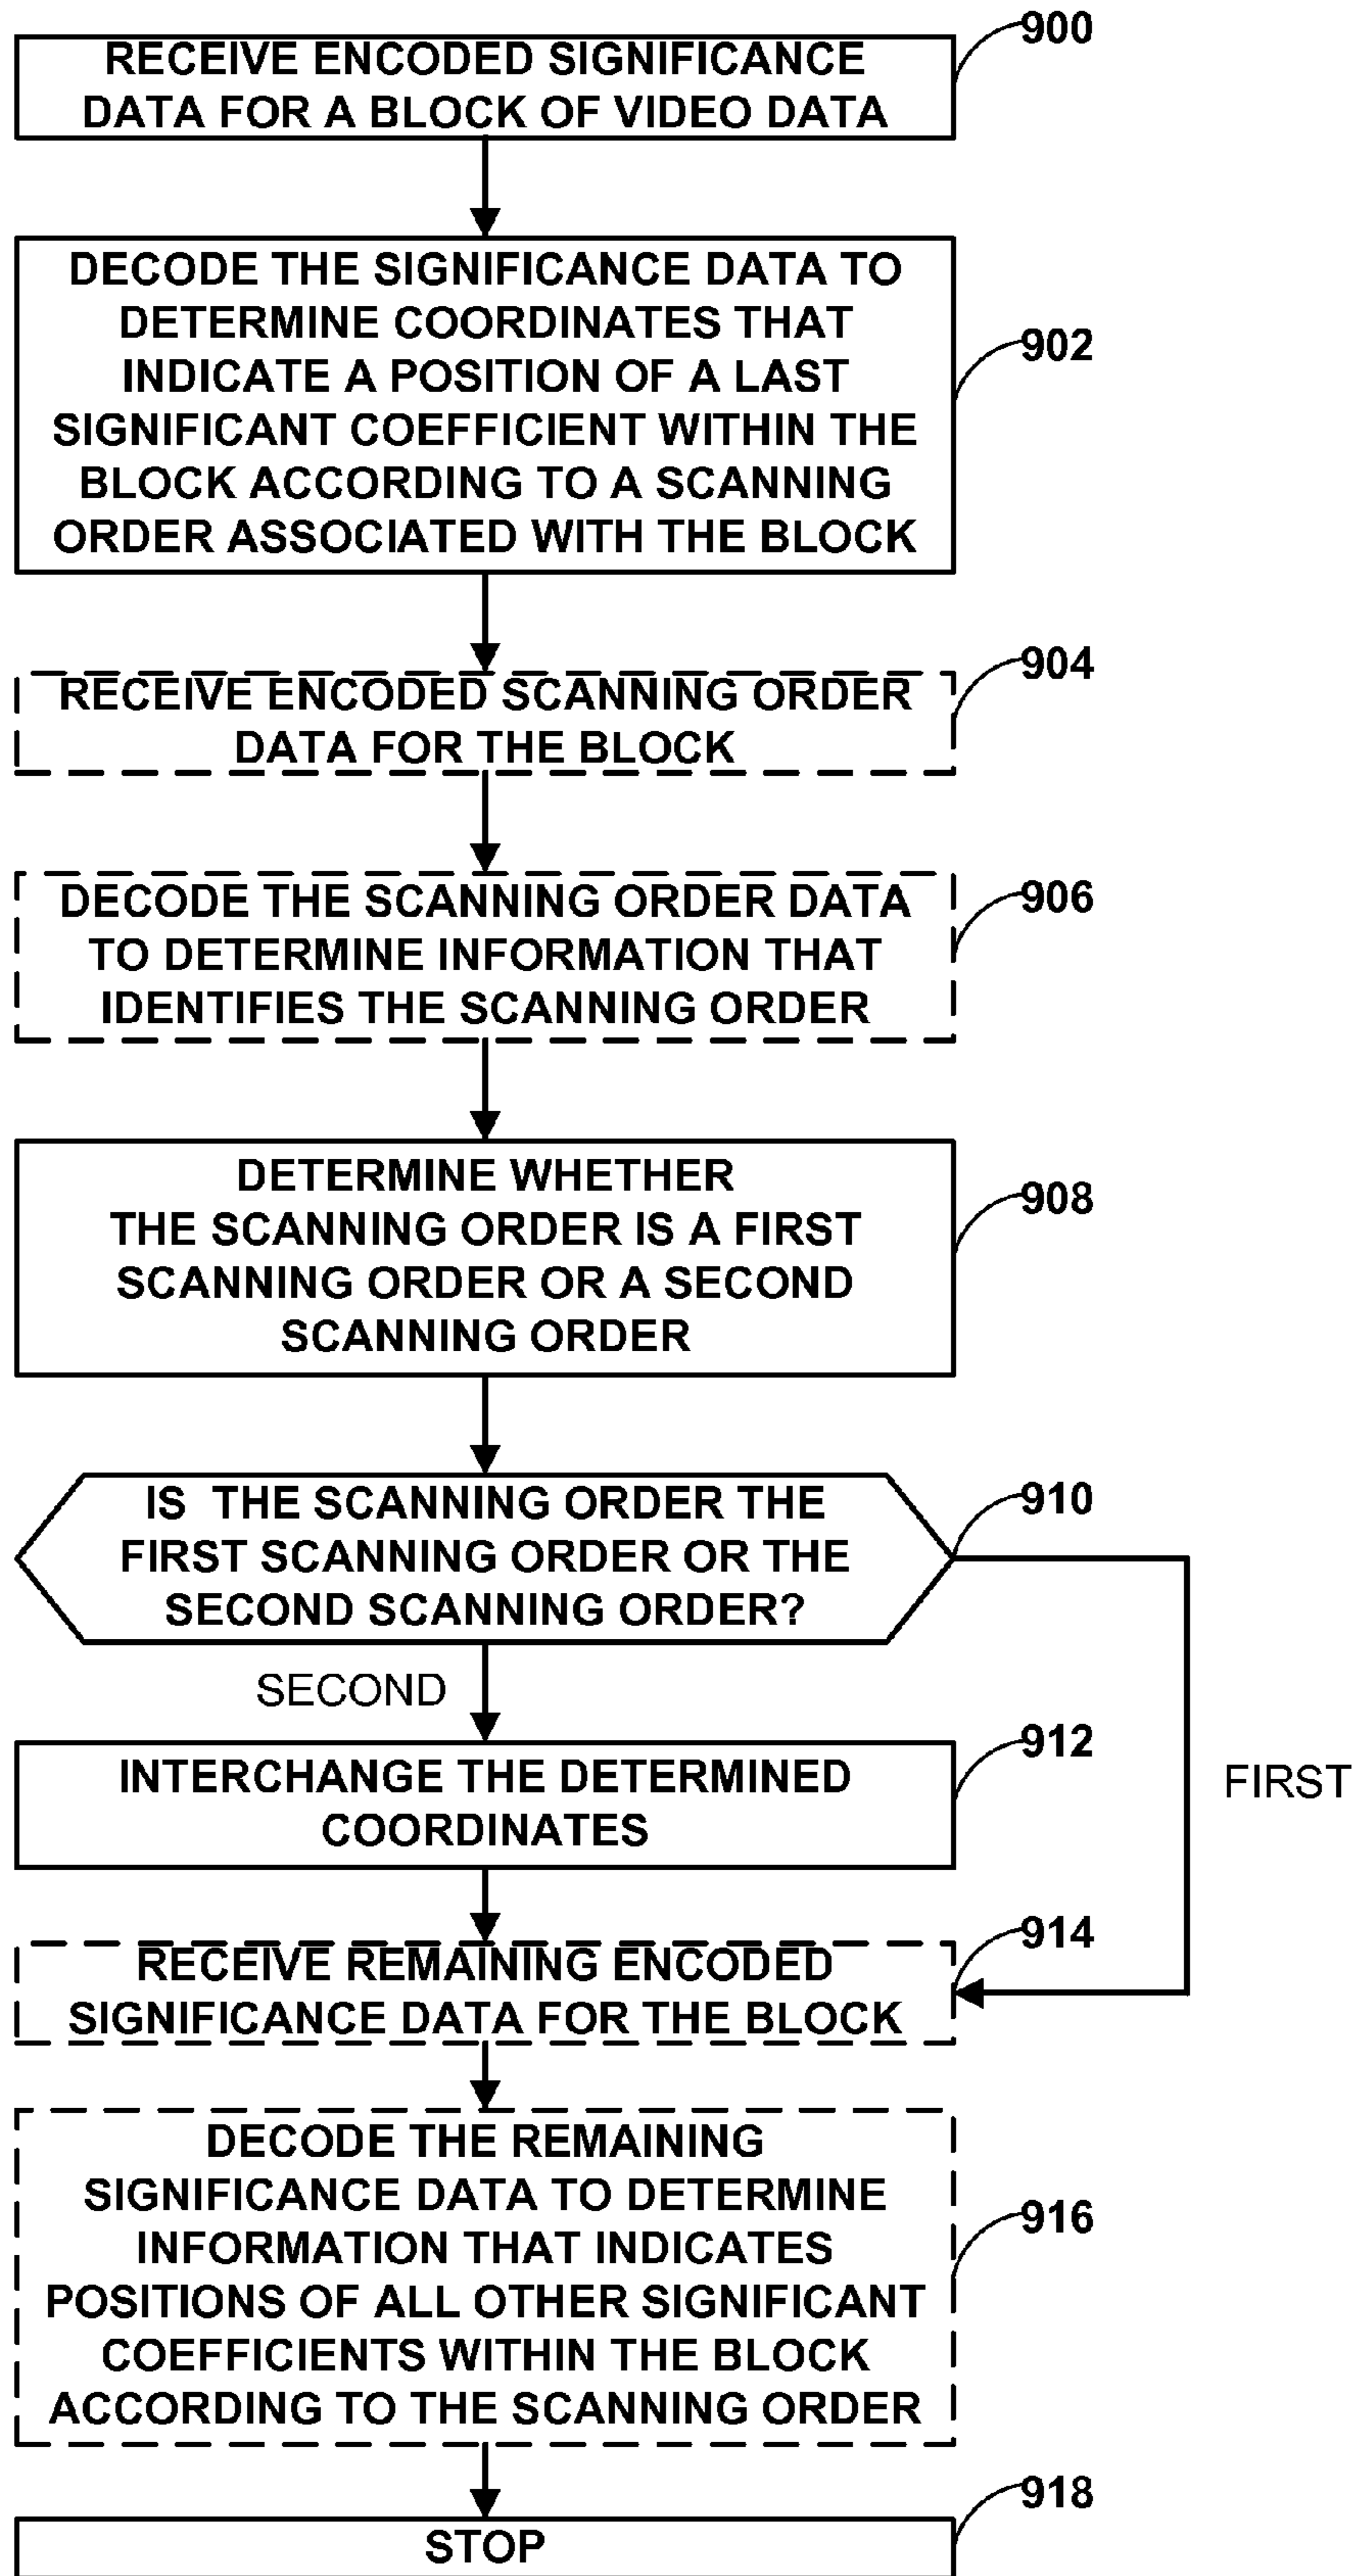 900
RECEIVE ENCODED SIGNIFICANCE
DATA FOR A BLOCK OF VIDEO DATA
DECODE THE SIGNIFICANCE DATA TO
DETERMINE COORDINATES THAT
INDICATE A POSITION OF A LAST
SIGNIFICANT COEFFICIENT WITHIN THE
BLOCK ACCORDING TO A SCANNING
ORDER ASSOCIATED WITH THE BLOCK
902
904
RECEIVE ENCODED SCANNING ORDER
DATA FOR THE BLOCK
DECODE THE SCANNING ORDER DATA
TO DETERMINE INFORMATION THAT
IDENTIFIES THE SCANNING ORDER
906
DETERMINE WHETHER
THE SCANNING ORDER IS A FIRST
SCANNING ORDER OR A SECOND
SCANNING ORDER
908
IS THE SCANNING ORDER THE
FIRST SCANNING ORDER OR THE
SECOND SCANNING ORDER?
910
SECOND
FIRST
912
INTERCHANGE THE DETERMINED
COORDINATES
914
RECEIVE REMAINING ENCODED
SIGNIFICANCE DATA FOR THE BLOCK
DECODE THE REMAINING
SIGNIFICANCE DATA TO DETERMINE
INFORMATION THAT INDICATES
POSITIONS OF ALL OTHER SIGNIFICANT
COEFFICIENTS WITHIN THE BLOCK
ACCORDING TO THE SCANNING ORDER
916
918
STOP